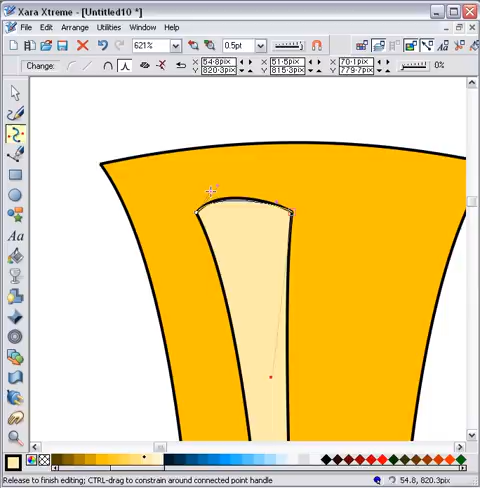 Xara Xtreme - [Untitled10 *]
File Edit Arrange Utilities Window Help
621% 0.5pt
Change: X 54.8pix Y 820.3pix X 51.5pix Y 815.3pix X 70.1pix Y 779.7pix 0%
Aa
Release to finish editing; CTRL-drag to constrain around connected point handle 54.8, 820.3pix